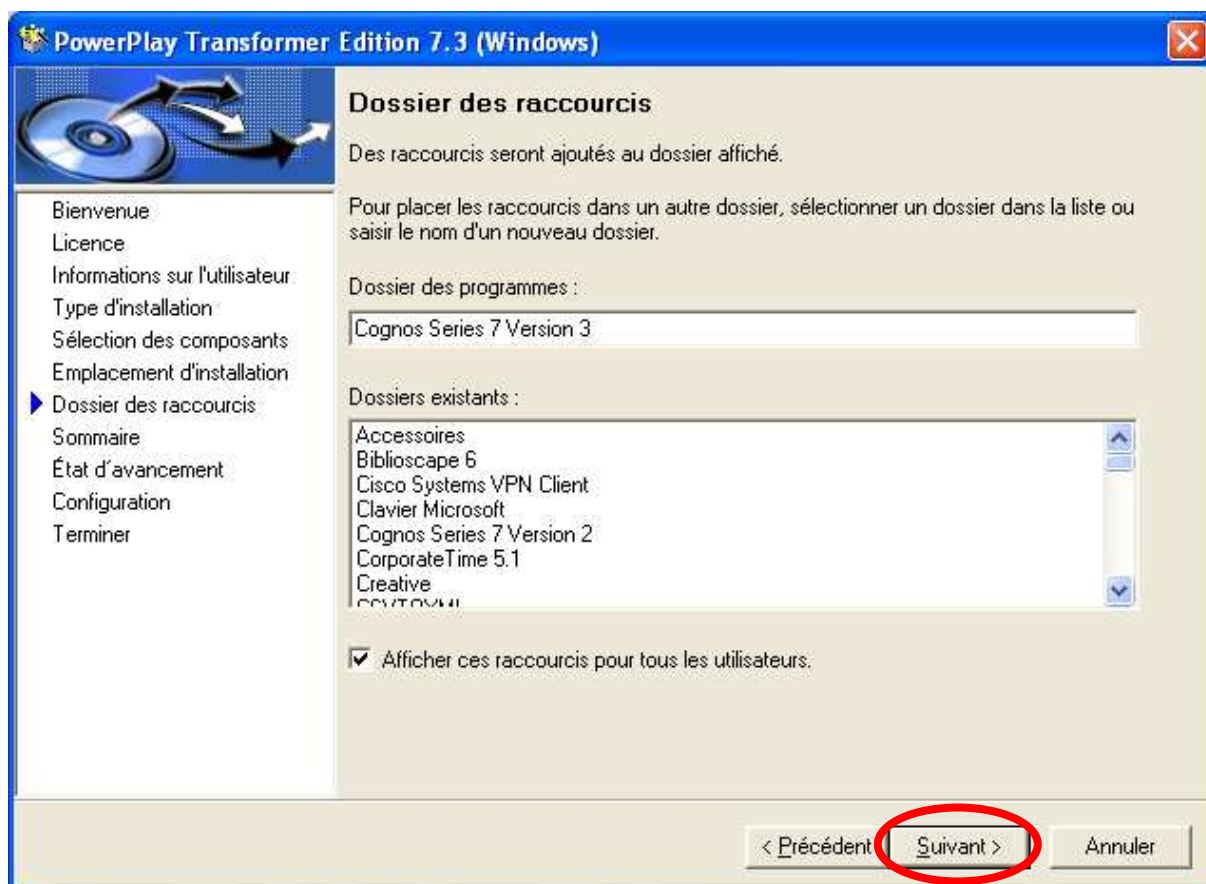 PowerPlay Transformer Edition 7.3 (Windows)
Bienvenue
Licence
Informations sur l'utilisateur
Type d'installation
Sélection des composants
Emplacement d'installation
Dossier des raccourcis
Sommaire
État d´avancement
Configuration
Terminer
Dossier des raccourcis
Des raccourcis seront ajoutés au dossier affiché.
Pour placer les raccourcis dans un autre dossier, sélectionner un dossier dans la liste ou
saisir le nom d'un nouveau dossier.
Dossier des programmes :
Cognos Series 7 Version 3
Dossiers existants :
Accessoires
Biblioscape 6
Cisco Systems VPN Client
Clavier Microsoft
Cognos Series 7 Version 2
CorporateTime 5.1
Creative
Afficher ces raccourcis pour tous les utilisateurs.
< Précédent
Suivant >
Annuler